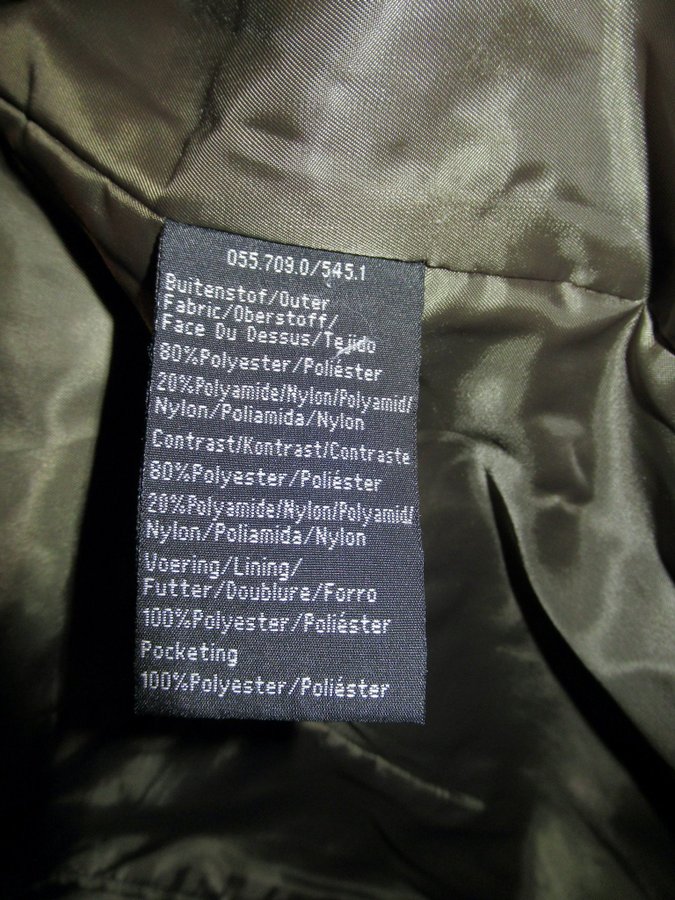 055.709.0/545.1
Buitenstof/Outer
Fabric/Oberstoff/
Face Du Dessus/Tejido
80%Polyester/Poliéster
20%Polyamide/Nylon/Polyamid/
Nylon/Poliamida/Nylon
Contrast/Kontrast/Contraste
80%Polyester/Poliéster
20%Polyamide/Nylon/Polyamid/
Nylon/Poliamida/Nylon
Voering/Lining/
Futter/Doublure/Forro
100%Polyester/Poliéster
Pocketing
100%Polyester/Poliéster